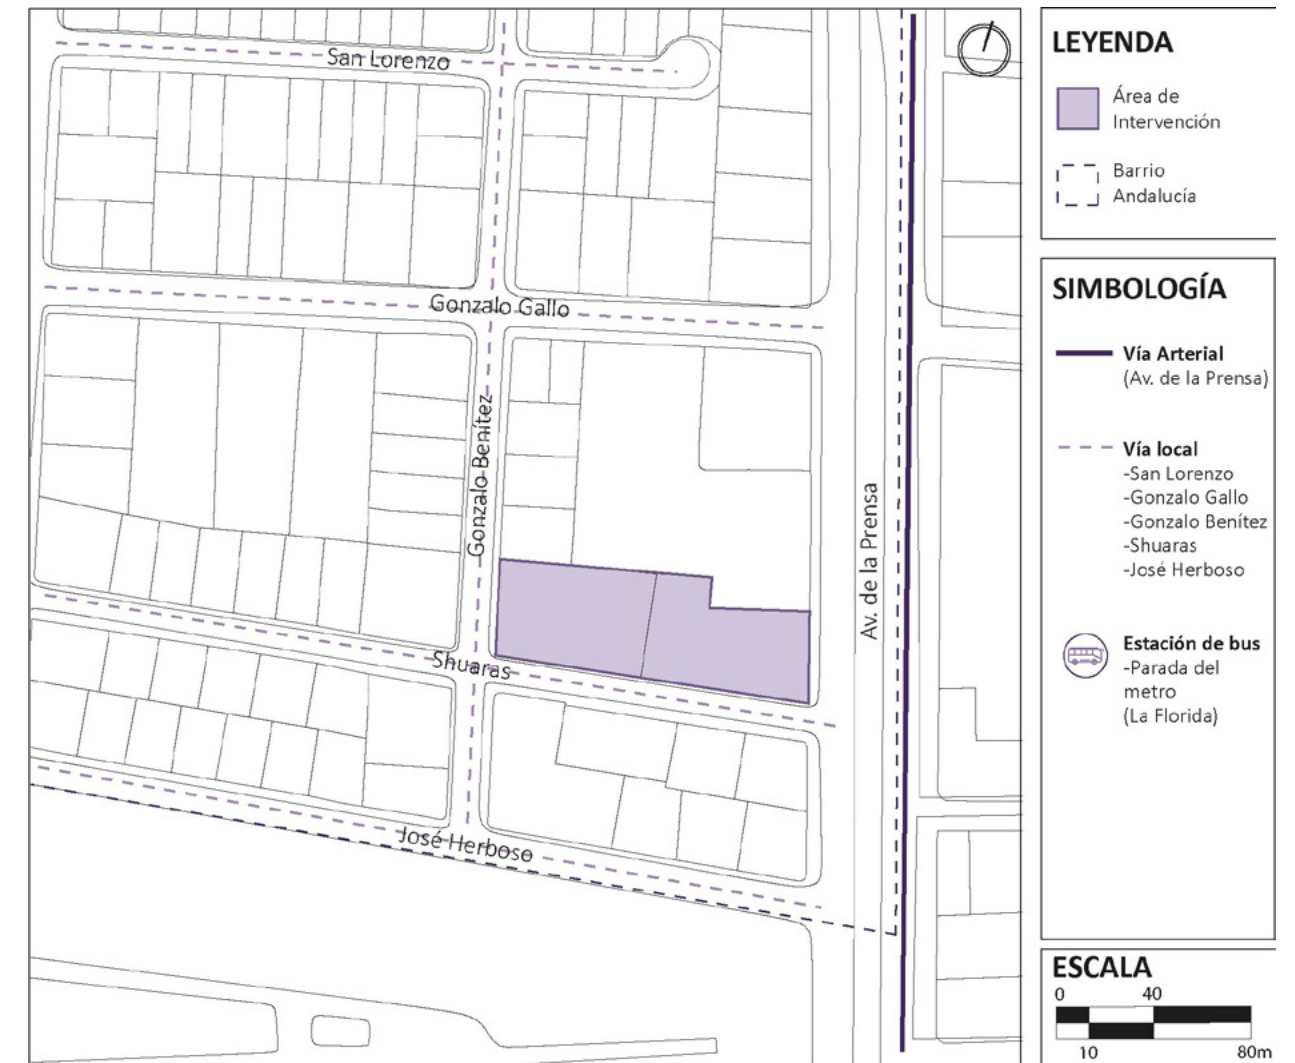 San Lorenzo
Gonzalo Gallo
Gonzalo Benítez
Av. de la Prensa
Shuaras
José Herboso
LEYENDA
Área de
Intervención
Barrio
Andalucía
SIMBOLOGÍA
Vía Arterial
(Av. de la Prensa)
Vía local
-San Lorenzo
-Gonzalo Gallo
-Gonzalo Benítez
-Shuaras
-José Herboso
Estación de bus
-Parada del
metro
(La Florida)
ESCALA
0 40
10 80m